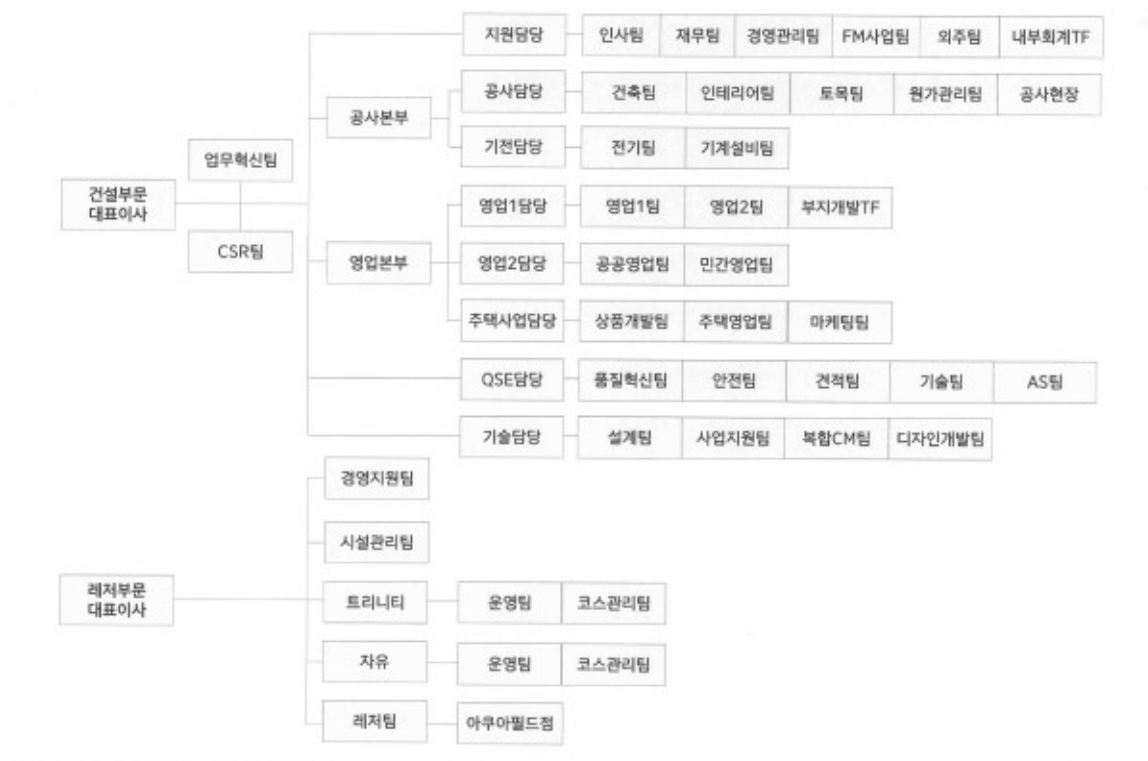 지원담당 인사팀 재무팀 경영관리팀 FM사업팀 외주팀 내부회계TF
공사본부
공사담당 건축팀 인테리어팀 토목팀 원가관리팀 공사현장
기전담당 전기팀 기계설비팀
업무혁신팀
건설부문
대표이사
CSR팀
영업본부
영업1담당 영업1팀 영업2팀 부지개발TF
영업2담당 공공영업팀 민간영업팀
주택사업담당 상품개발팀 주택영업팀 마케팅팀
QSE담당 품질혁신팀 안전팀 견적팀 기술팀 AS팀
기술담당 설계팀 사업지원팀 복합CM팀 디자인개발팀
경영지원팀
시설관리팀
레저부문
대표이사
트리니티 운영팀 코스관리팀
자유 운영팀 코스관리팀
레저팀 아쿠아필드점